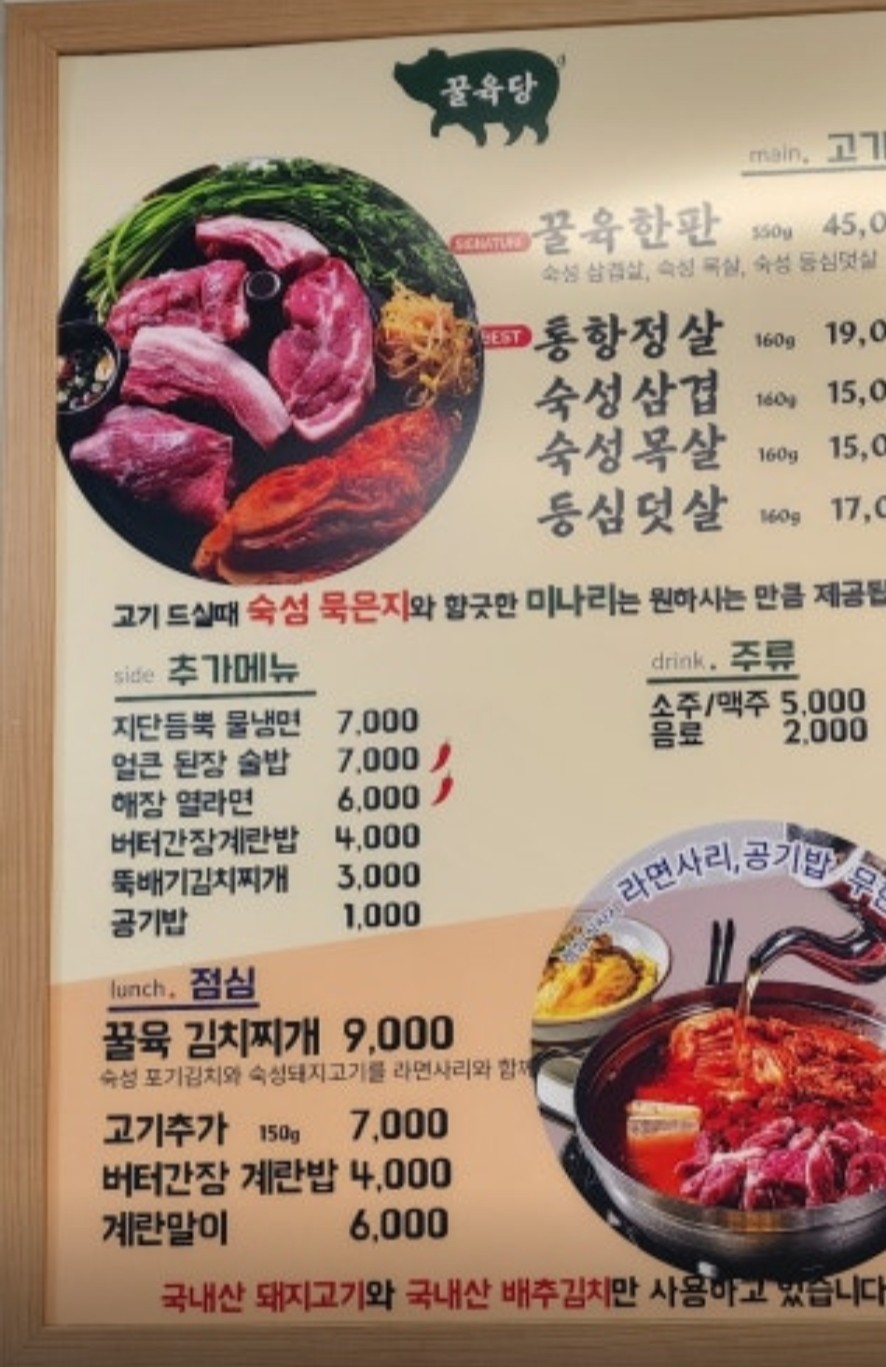 꿀육당
main. 고기
SIGNATURE 꿀육한판 550g 45,0
숙성 삼겹살, 숙성 목살, 숙성 등심덧살
BEST 통항정살 160g 19,0
숙성삼겹 160g 15,0
숙성목살 160g 15,0
등심덧살 160g 17,0
고기 드실때 숙성 묵은지와 향긋한 미나리는 원하시는 만큼 제공됩
side 추가메뉴
지단듬뿍 물냉면 7,000
얼큰 된장 술밥 7,000
해장 열라면 6,000
버터간장계란밥 4,000
뚝배기김치찌개 3,000
공기밥 1,000
drink. 주류
소주/맥주 5,000
음료 2,000
라면사리,공기밥 무한
lunch. 점심
꿀육 김치찌개 9,000
숙성 포기김치와 숙성돼지고기를 라면사리와 함께
고기추가 150g 7,000
버터간장 계란밥 4,000
계란말이 6,000
국내산 돼지고기와 국내산 배추김치만 사용하고 있습니다